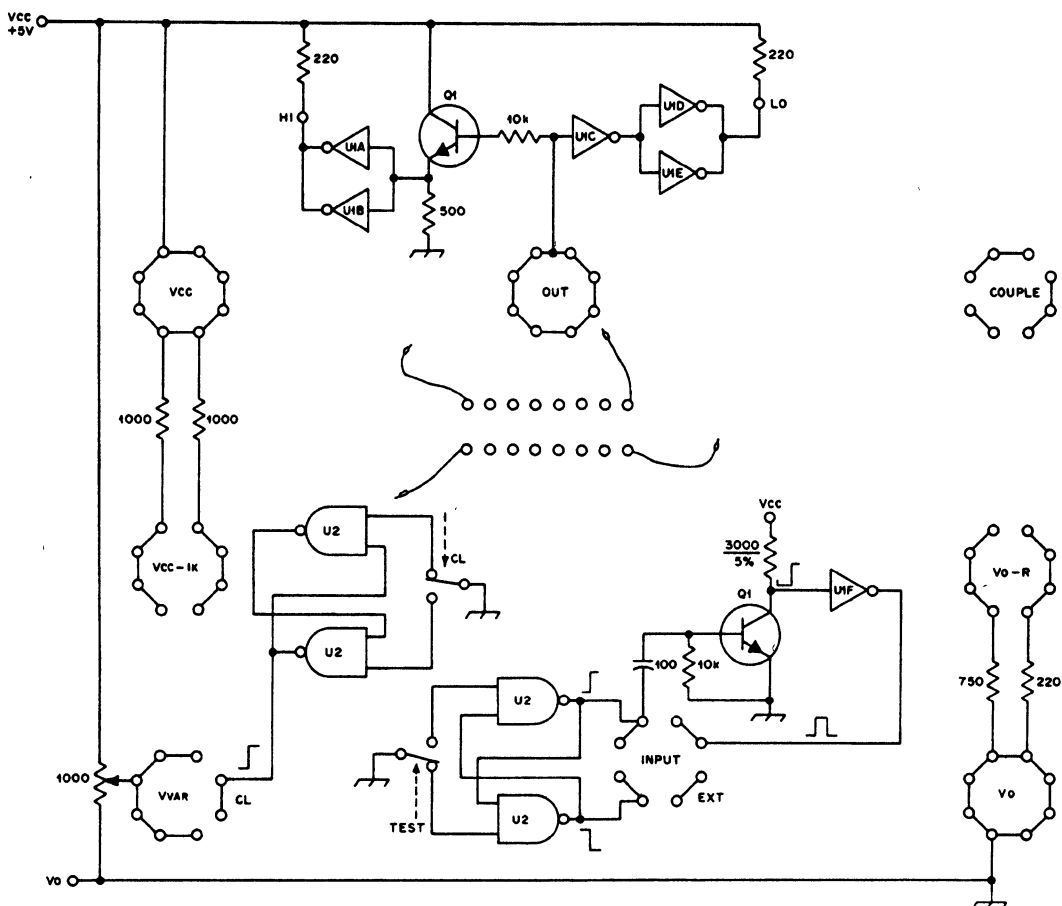 VCC
+5V
220
HI
Q1
10k
220
LO
U1A
U1B
U1C
U1D
U1E
500
VCC
OUT
COUPLE
1000
1000
VCC-1K
U2
CL
U2
VCC
3000
5%
Q1
U1F
100
10k
VO-R
750
220
U2
INPUT
EXT
1000
VVAR
CL
TEST
U2
VO
VO